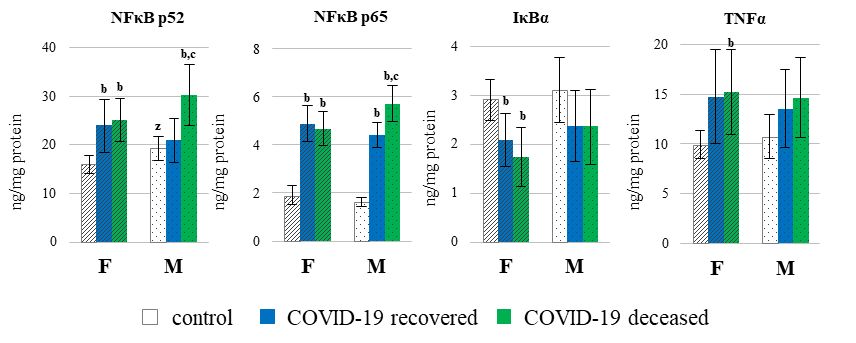 NFκB p52
NFκB p65
IκBα
TNFα
ng/mg protein
40
30
20
10
0
b
b
z
b,c
F
M
ng/mg protein
8
6
4
2
0
b
b
b
b,c
F
M
ng/mg protein
4
3
2
1
0
b
b
F
M
ng/mg protein
20
15
10
5
0
b
F
M
control
COVID-19 recovered
COVID-19 deceased